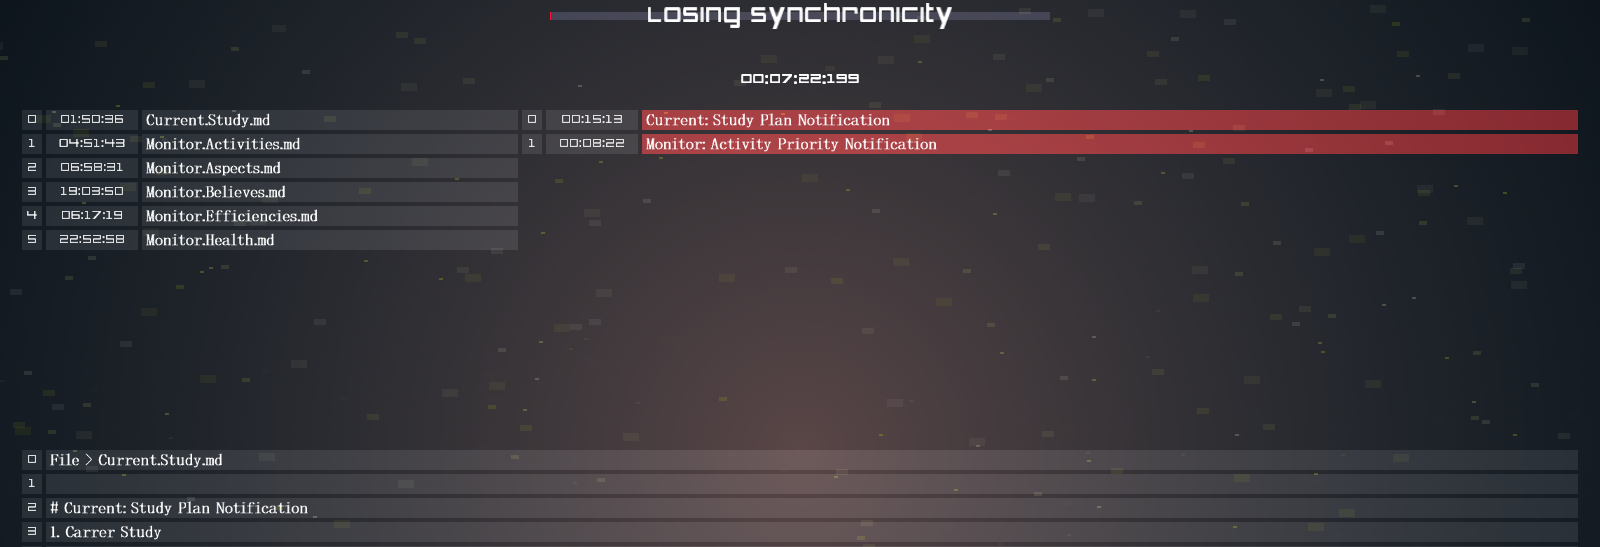 Losing synchronicity
00:07:22:199
0 01:50:36 Current.Study.md
1 04:51:43 Monitor.Activities.md
2 06:58:31 Monitor.Aspects.md
3 19:03:50 Monitor.Believes.md
4 06:17:19 Monitor.Efficiencies.md
5 22:52:58 Monitor.Health.md
0 00:15:13 Current: Study Plan Notification
1 00:08:22 Monitor: Activity Priority Notification
0 File > Current.Study.md
1
2 # Current: Study Plan Notification
3 1. Carrer Study